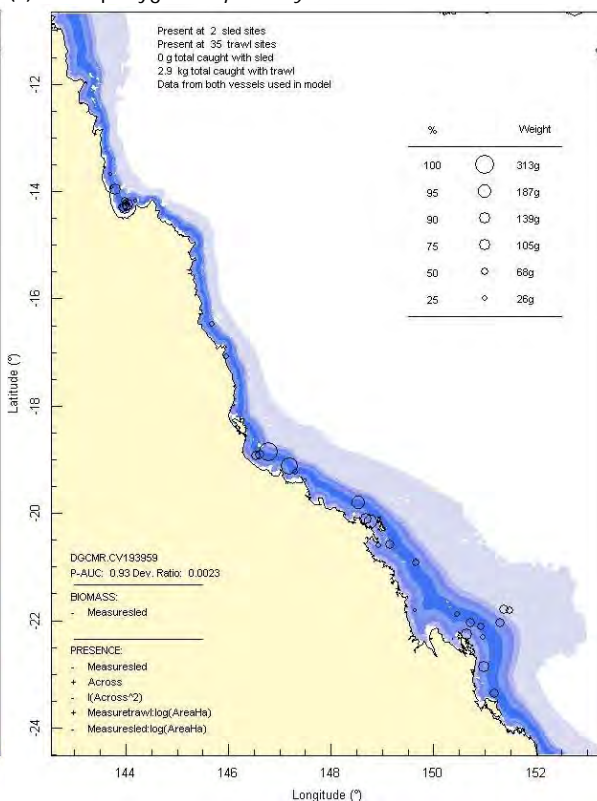 Present at 2 sled sites
Present at 35 trawl sites
0 g total caught with sled
2.9 kg total caught with trawl
Data from both vessels used in model
% Weight
100 313g
95 187g
90 139g
75 105g
50 68g
25 26g
-12
-14
-16
-18
-20
-22
-24
Latitude (°)
DGCMR.CV193959
P-AUC: 0.93 Dev. Ratio: 0.0023
BIOMASS:
- Measuresled
PRESENCE:
- Measuresled
+ Across
- I(Across^2)
+ Measuretrawl:log(AreaHa)
- Measuresled:log(AreaHa)
144 146 148 150 152
Longitude (°)